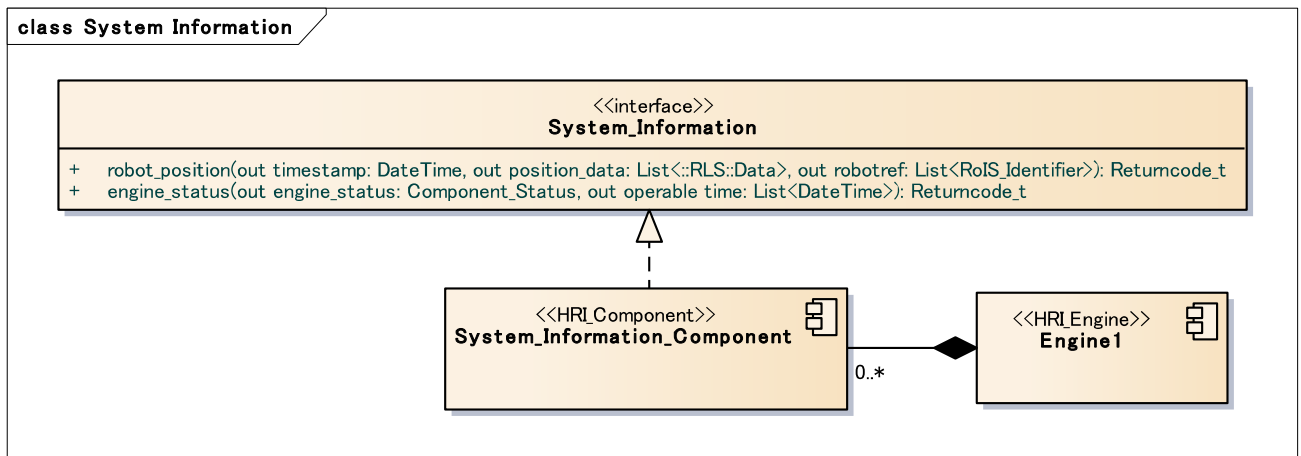 class System Information
<<interface>>
System_Information
+ robot_position(out timestamp: DateTime, out position_data: List<::RLS::Data>, out robotref: List<RoIS_Identifier>): Returncode_t
+ engine_status(out engine_status: Component_Status, out operable time: List<DateTime>): Returncode_t
<<HRI_Component>>
System_Information_Component
<<HRI_Engine>>
Engine1
0..*